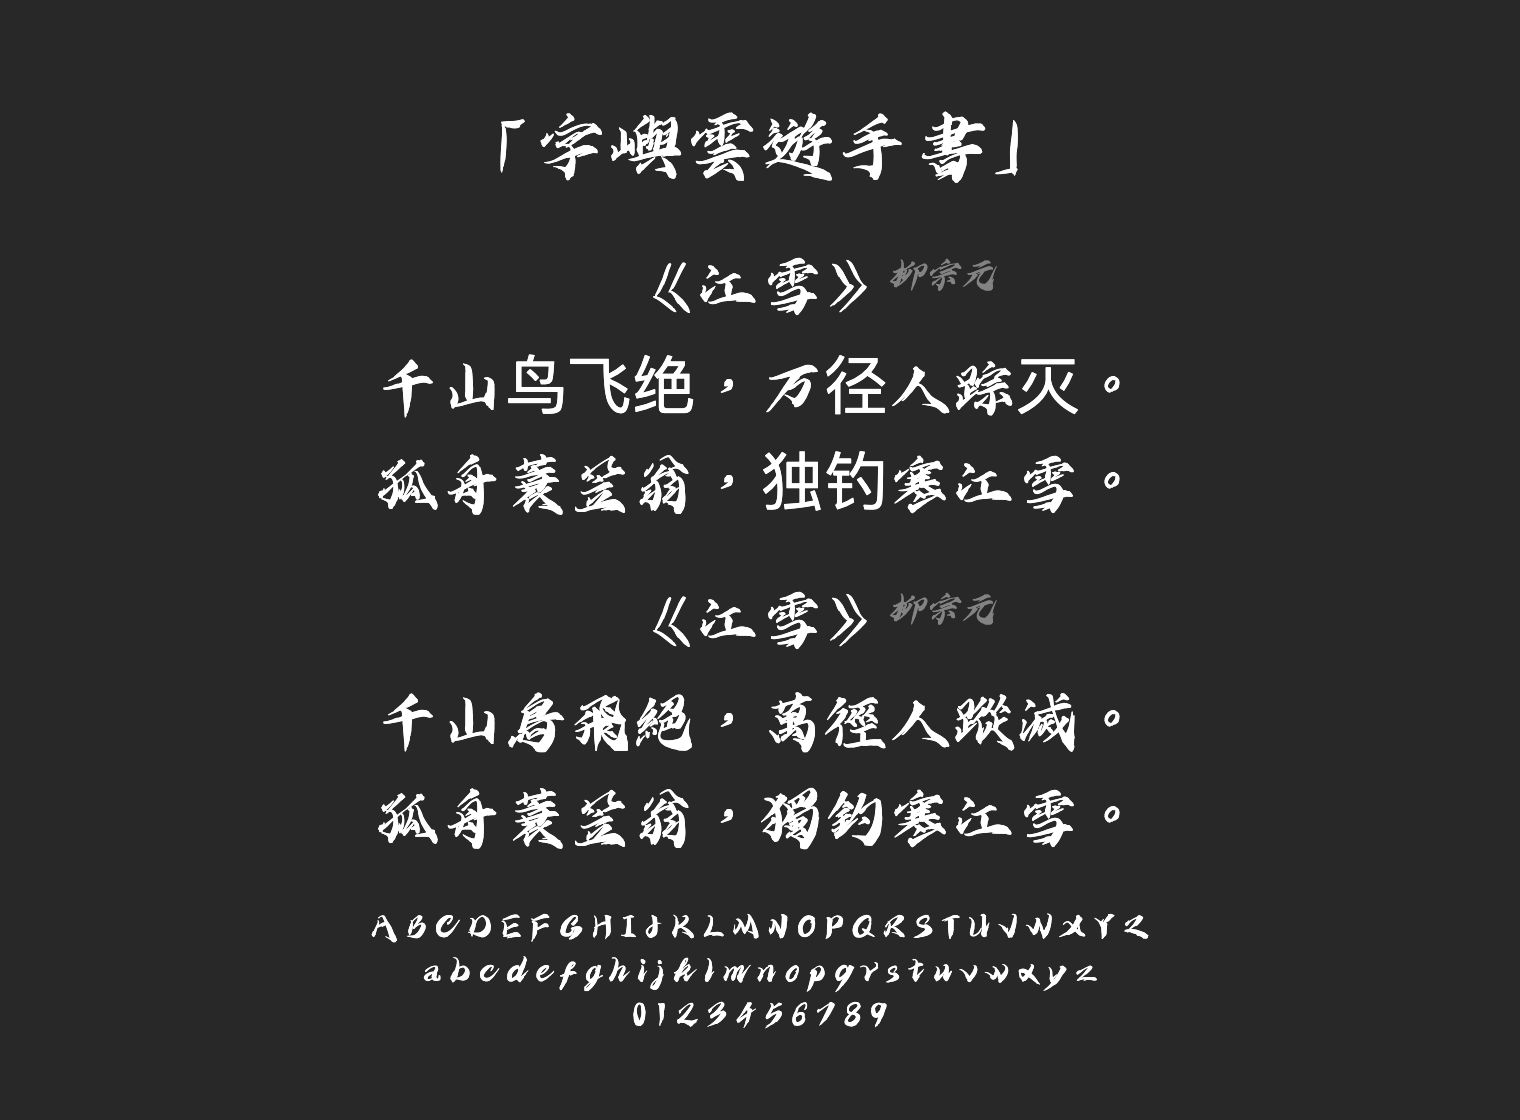 「字嶼雲遊手書」
《江雪》柳宗元
千山鸟飞绝，万径人踪灭。
孤舟蓑笠翁，独钓寒江雪。
《江雪》柳宗元
千山鳥飛絕，萬徑人蹤滅。
孤舟蓑笠翁，獨釣寒江雪。
ABCDEFGHIJKLMNOPQRSTUVWXYZ
abcdefghijklmnopqrstuvwxyz
0123456789